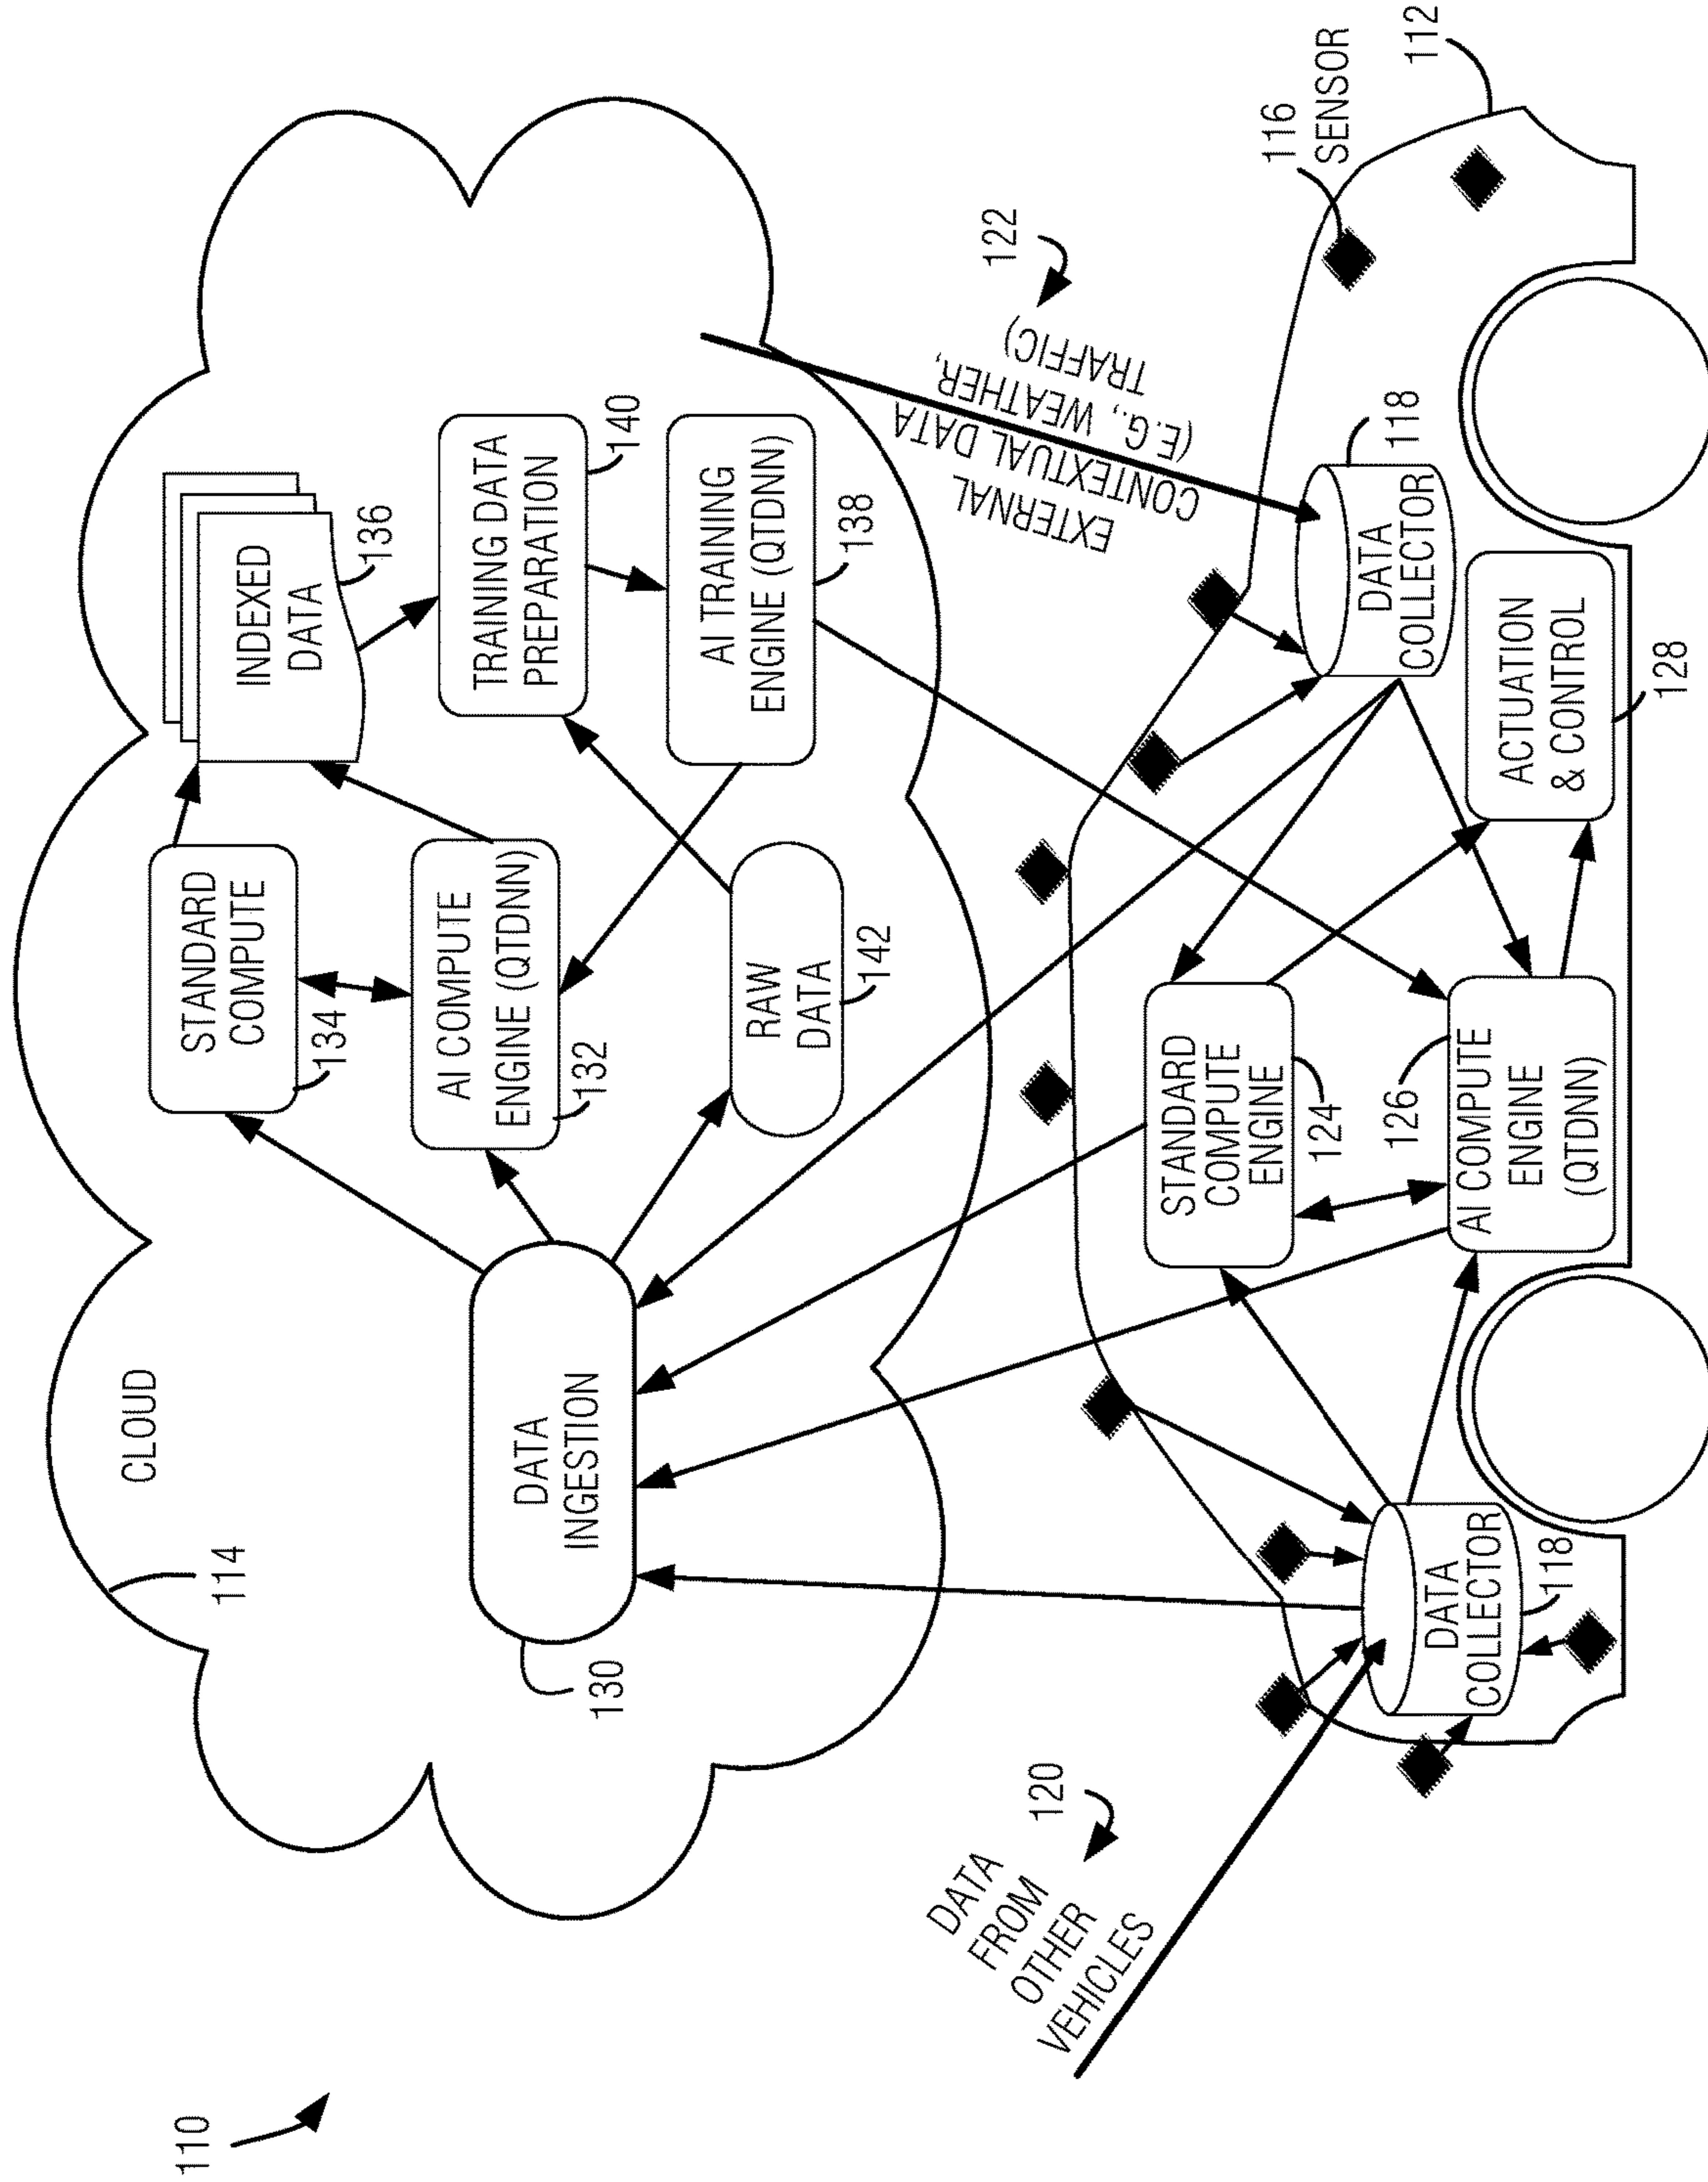 110
CLOUD
114
STANDARD
COMPUTE
134
INDEXED
DATA
136
AI COMPUTE
ENGINE (QTDNN)
132
TRAINING DATA
PREPARATION
140
DATA
INGESTION
130
RAW
DATA
142
AI TRAINING
ENGINE (QTDNN)
138
DATA
FROM
OTHER
VEHICLES
120
EXTERNAL
CONTEXTUAL DATA
(E.G., WEATHER,
TRAFFIC)
122
116
SENSOR
112
STANDARD
COMPUTE
ENGINE
124
DATA
COLLECTOR
118
DATA
COLLECTOR
118
126
AI COMPUTE
ENGINE
(QTDNN)
ACTUATION
& CONTROL
128